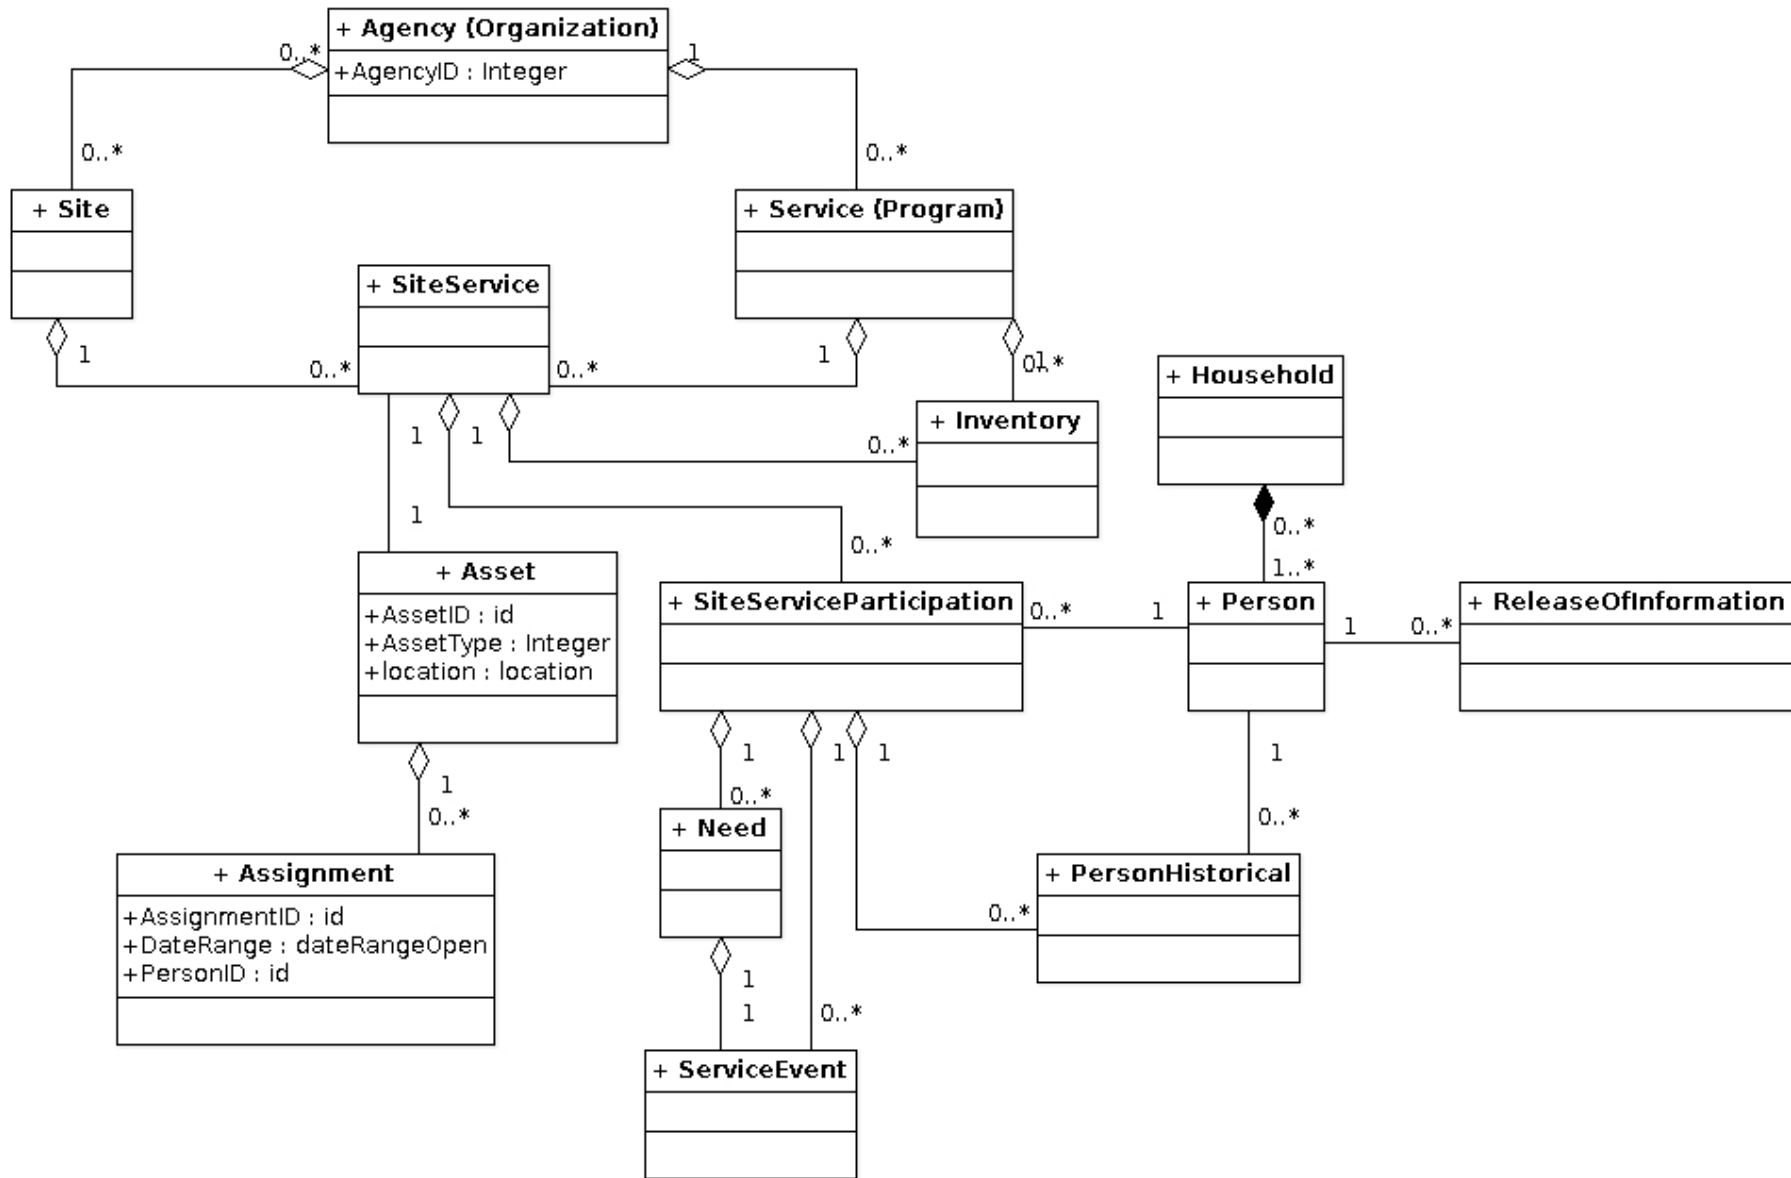 + Agency (Organization)
+AgencyID : Integer
0..*
1
0..*
0..*
+ Site
+ Service (Program)
+ SiteService
1
0..*
0..*
1
0..*
+ Household
+ Inventory
1
1
0..*
1
0..*
0..*
1..*
+ Asset
+AssetID : id
+AssetType : Integer
+location : location
+ SiteServiceParticipation
0..*
1
+ Person
1
0..*
+ ReleaseOfInformation
1
1
1
1
1
0..*
0..*
0..*
+ Need
+ Assignment
+AssignmentID : id
+DateRange : dateRangeOpen
+PersonID : id
+ PersonHistorical
0..*
1
1
0..*
+ ServiceEvent